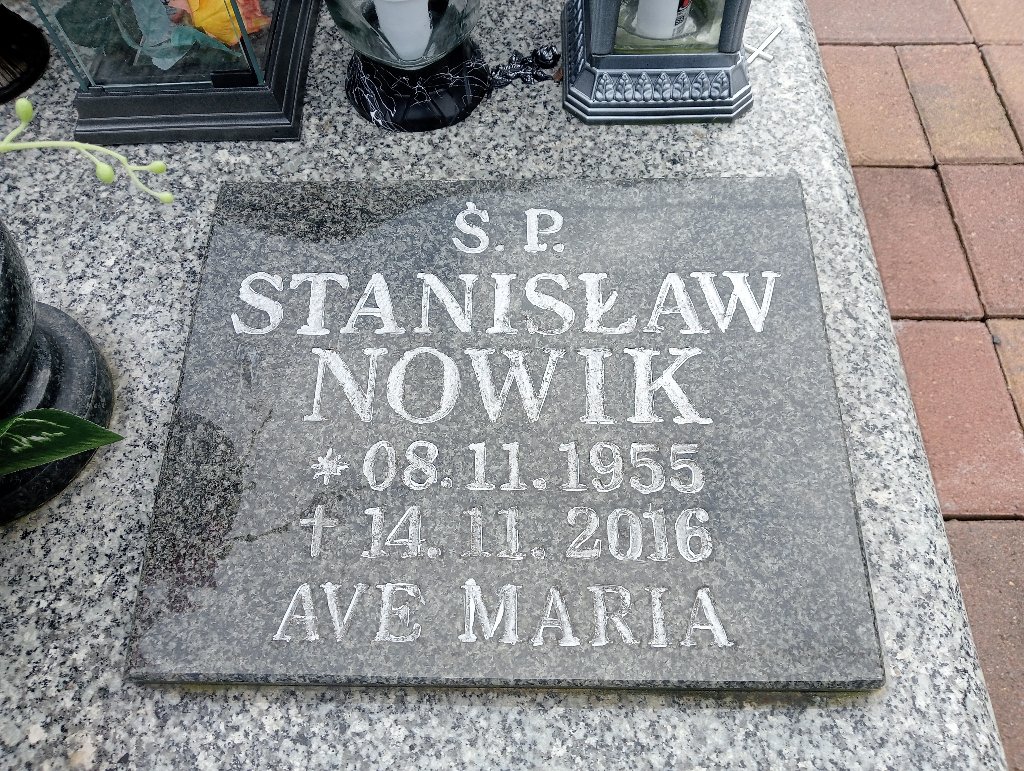 Ś. P.
STANISŁAW
NOWIK
* 08.11.1955
† 14.11.2016
AVE MARIA